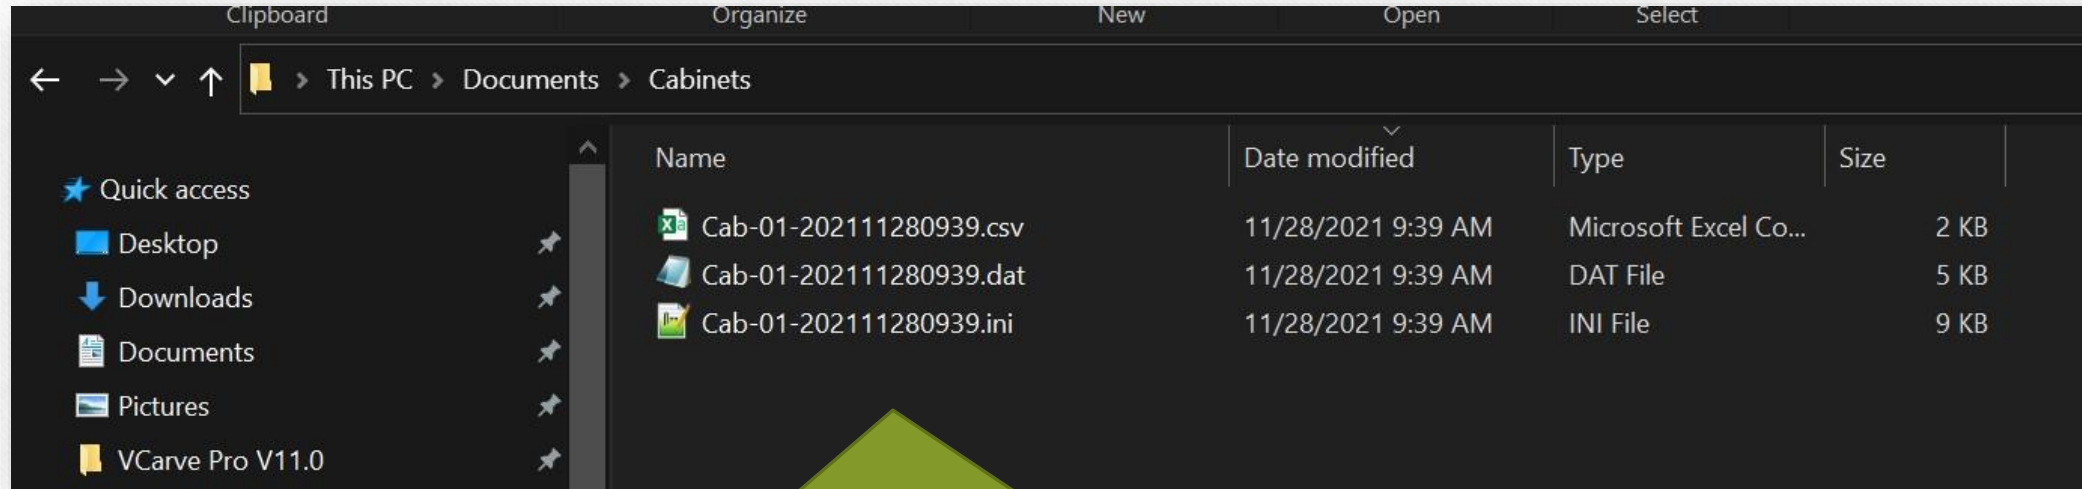 Clipboard Organize New Open Select
This PC > Documents > Cabinets
Name Date modified Type Size
Quick access
Desktop
Downloads
Documents
Pictures
VCarve Pro V11.0
Cab-01-202111280939.csv 11/28/2021 9:39 AM Microsoft Excel Co... 2 KB
Cab-01-202111280939.dat 11/28/2021 9:39 AM DAT File 5 KB
Cab-01-202111280939.ini 11/28/2021 9:39 AM INI File 9 KB